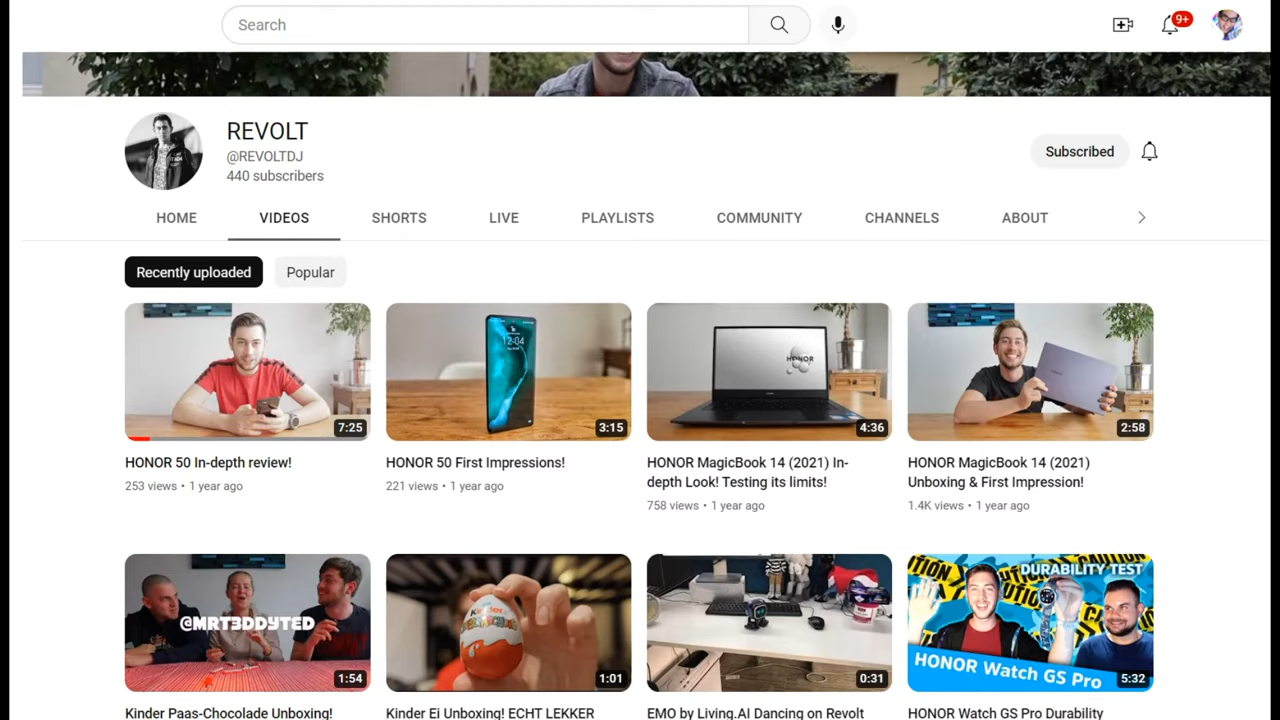 Search
9+
REVOLT
@REVOLTDJ
440 subscribers
Subscribed
HOME VIDEOS SHORTS LIVE PLAYLISTS COMMUNITY CHANNELS ABOUT
Recently uploaded Popular
12:04
HONOR
7:25 3:15 4:36 2:58
HONOR 50 In-depth review!
253 views • 1 year ago
HONOR 50 First Impressions!
221 views • 1 year ago
HONOR MagicBook 14 (2021) In-
depth Look! Testing its limits!
758 views • 1 year ago
HONOR MagicBook 14 (2021)
Unboxing & First Impression!
1.4K views • 1 year ago
@MRT3DDYTED
1:54
Kinder Paas-Chocolade Unboxing!
Kinder
1:01
Kinder Ei Unboxing! ECHT LEKKER
0:31
EMO by Living.AI Dancing on Revolt
CAUTION
DURABILITY TEST
HONOR Watch GS Pro
5:32
HONOR Watch GS Pro Durability